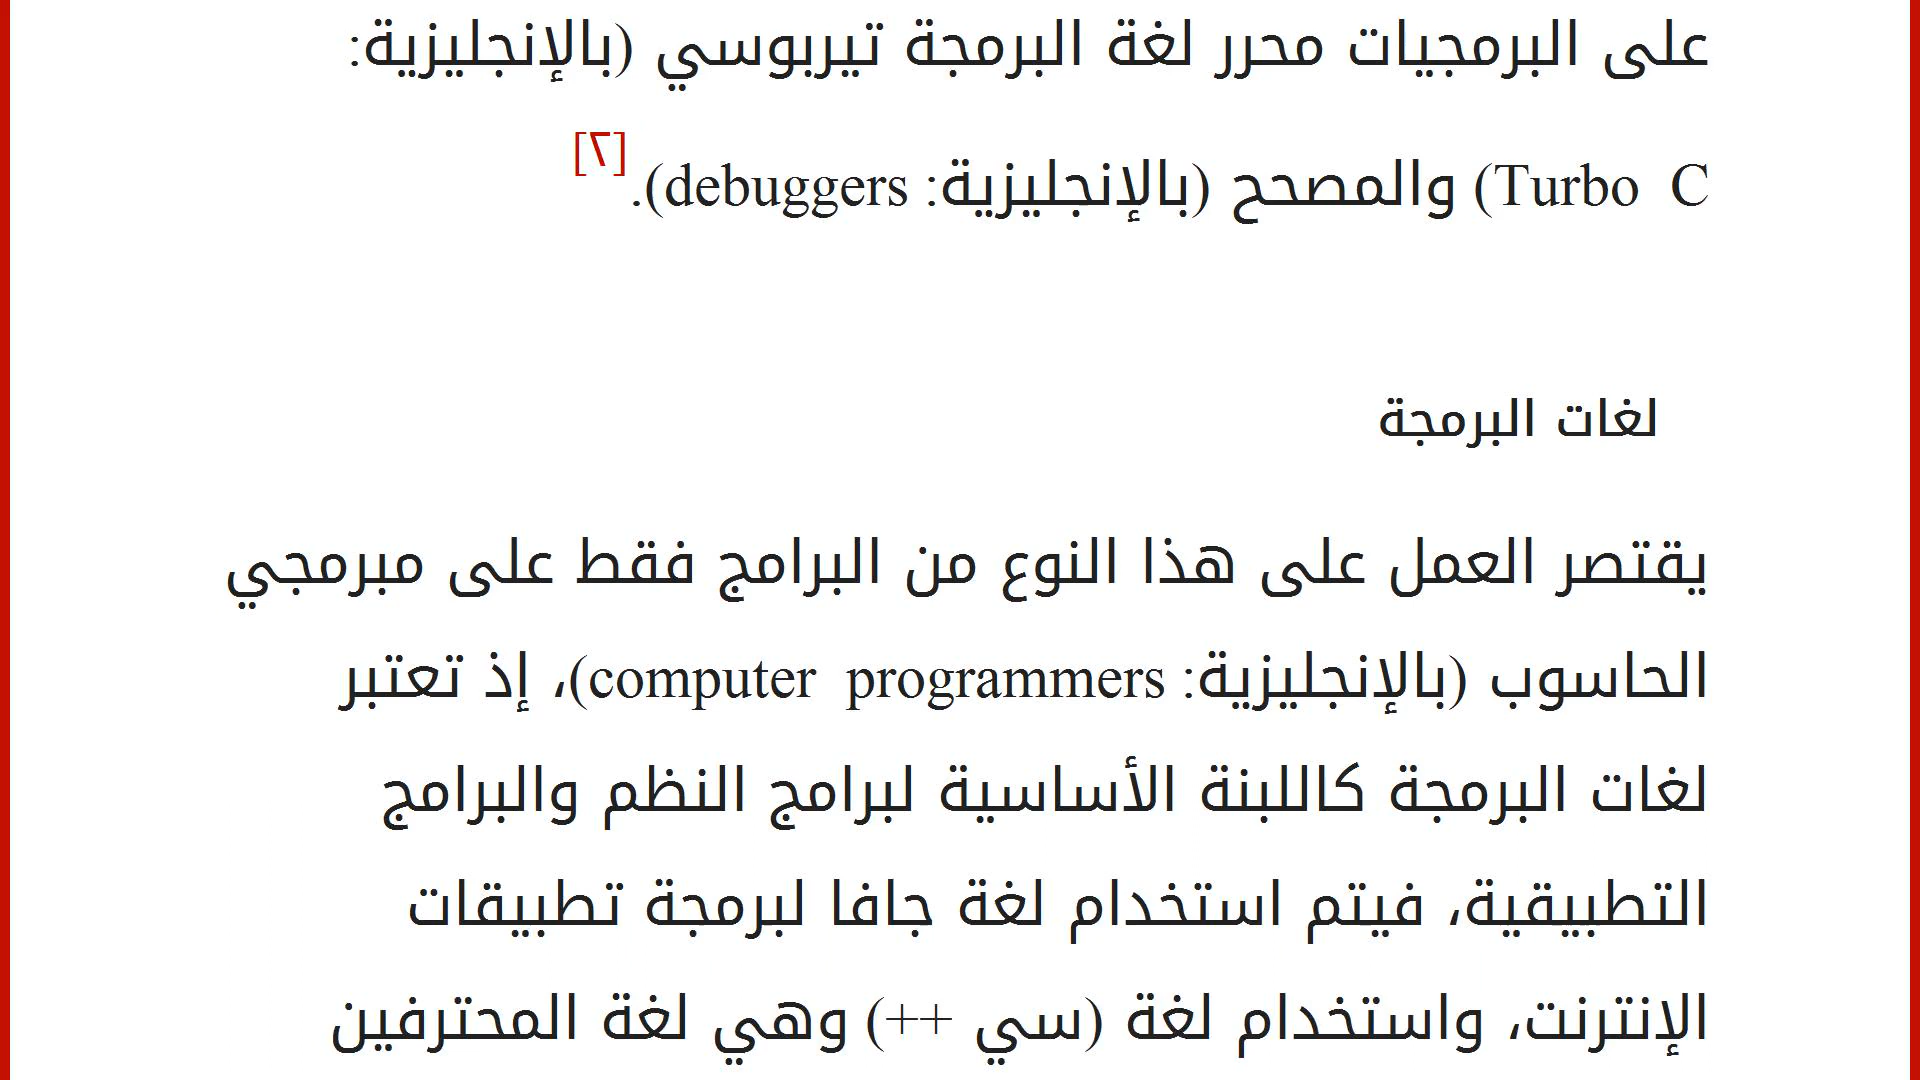 على البرمجيات محرر لغة البرمجة تيربوسي (بالإنجليزية:
Turbo C) والمصحح (بالإنجليزية: debuggers).[٢]
لغات البرمجة
يقتصر العمل على هذا النوع من البرامج فقط على مبرمجي
الحاسوب (بالإنجليزية: computer programmers)، إذ تعتبر
لغات البرمجة كاللبنة الأساسية لبرامج النظم والبرامج
التطبيقية، فيتم استخدام لغة جافا لبرمجة تطبيقات
الإنترنت، واستخدام لغة (سي ++) وهي لغة المحترفين